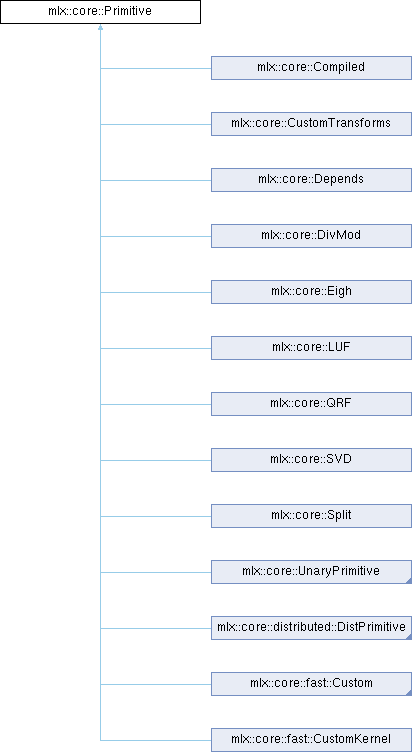 mlx::core::Primitive
mlx::core::Compiled
mlx::core::CustomTransforms
mlx::core::Depends
mlx::core::DivMod
mlx::core::Eigh
mlx::core::LUF
mlx::core::QRF
mlx::core::SVD
mlx::core::Split
mlx::core::UnaryPrimitive
mlx::core::distributed::DistPrimitive
mlx::core::fast::Custom
mlx::core::fast::CustomKernel